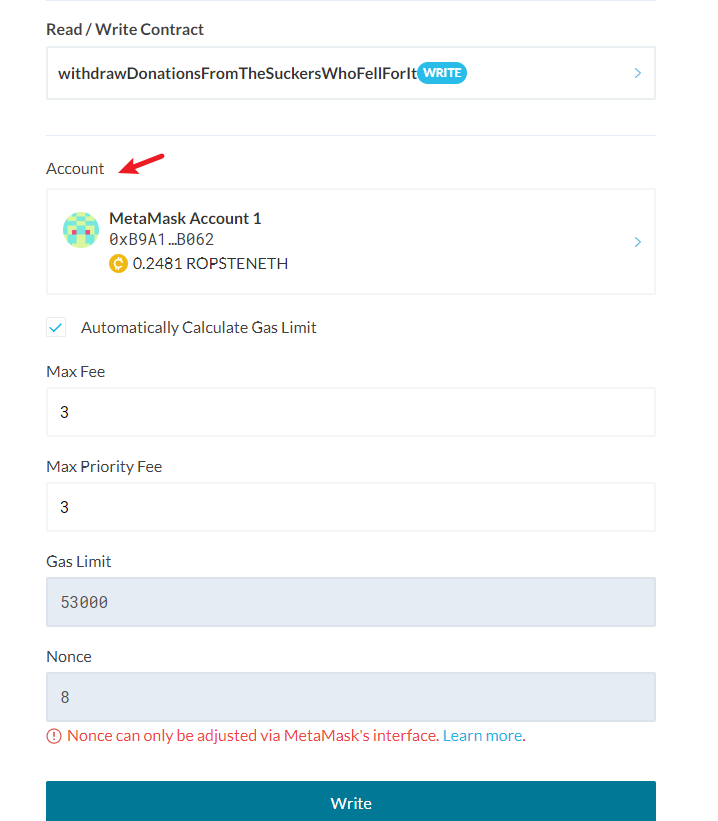 Read / Write Contract
withdrawDonationsFromTheSuckersWhoFellForIt WRITE
Account
MetaMask Account 1
0xB9A1…B062
0.2481 ROPSTENETH
Automatically Calculate Gas Limit
Max Fee
3
Max Priority Fee
3
Gas Limit
53000
Nonce
8
Nonce can only be adjusted via MetaMask's interface. Learn more.
Write